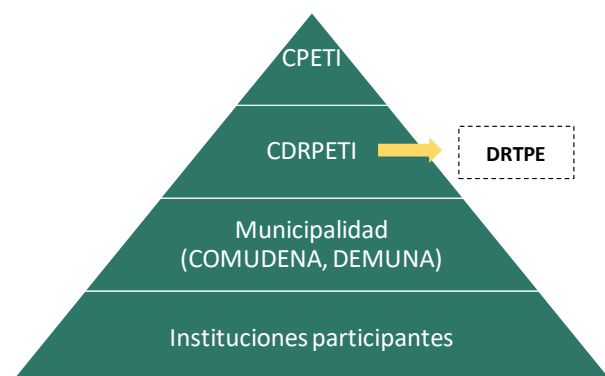 CPETI
CDRPETI
DRTPE
Municipalidad
(COMUDENA, DEMUNA)
Instituciones participantes